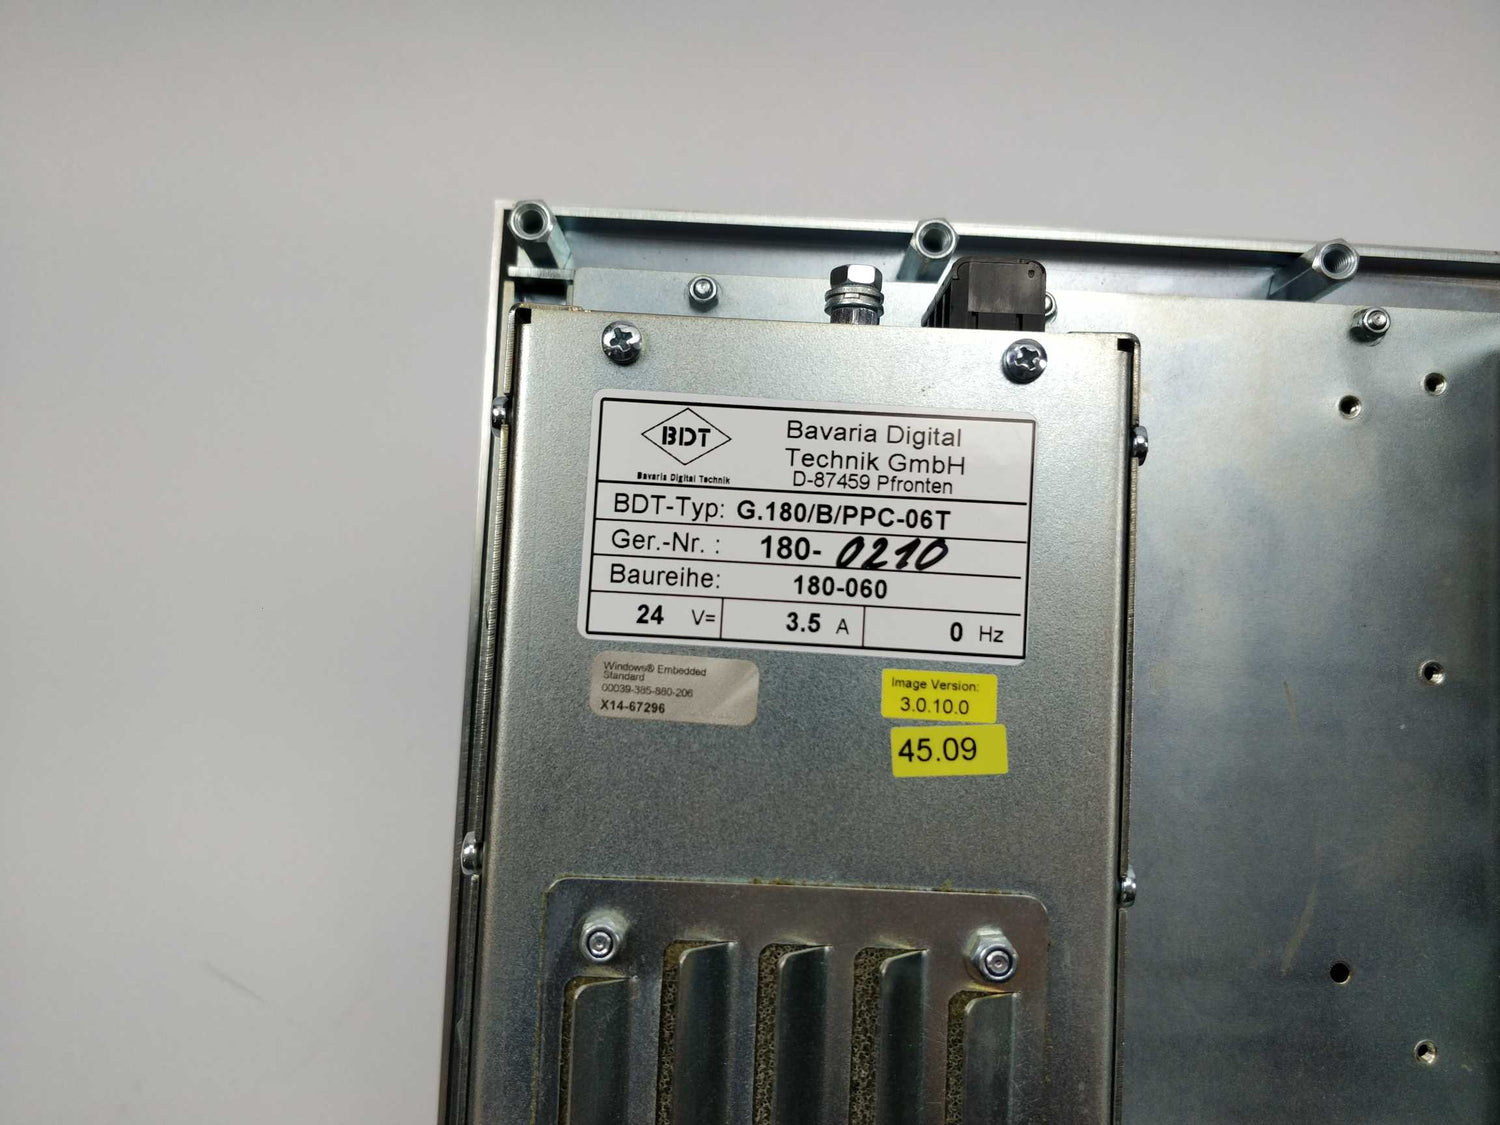 BDT
Bavaria Digital Technik
Bavaria Digital
Technik GmbH
D-87459 Pfronten
BDT-Typ: G.180/B/PPC-06T
Ger.-Nr. : 180- 0210
Baureihe: 180-060
24 V= 3.5 A 0 Hz
Windows® Embedded
Standard
00039-385-880-206
X14-67296
Image Version:
3.0.10.0
45.09